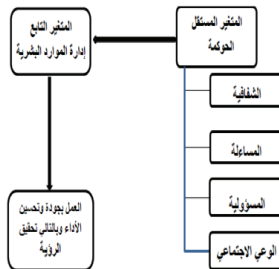 المتغير المستقل
الحوكمة
المتغير التابع
إدارة الموارد البشرية
الشفافية
المساءلة
المسؤولية
الوعي الاجتماعي
العمل بجودة وتحسين
الأداء وبالتالي تحقيق
الرؤية